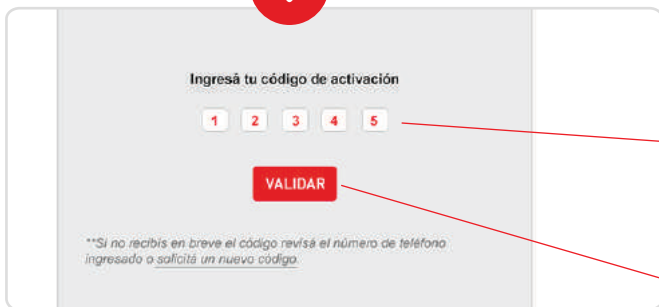 Ingresá tu código de activación
1 2 3 4 5
VALIDAR
**Si no recibís en breve el código revisá el número de teléfono
ingresado o solicitá un nuevo código.